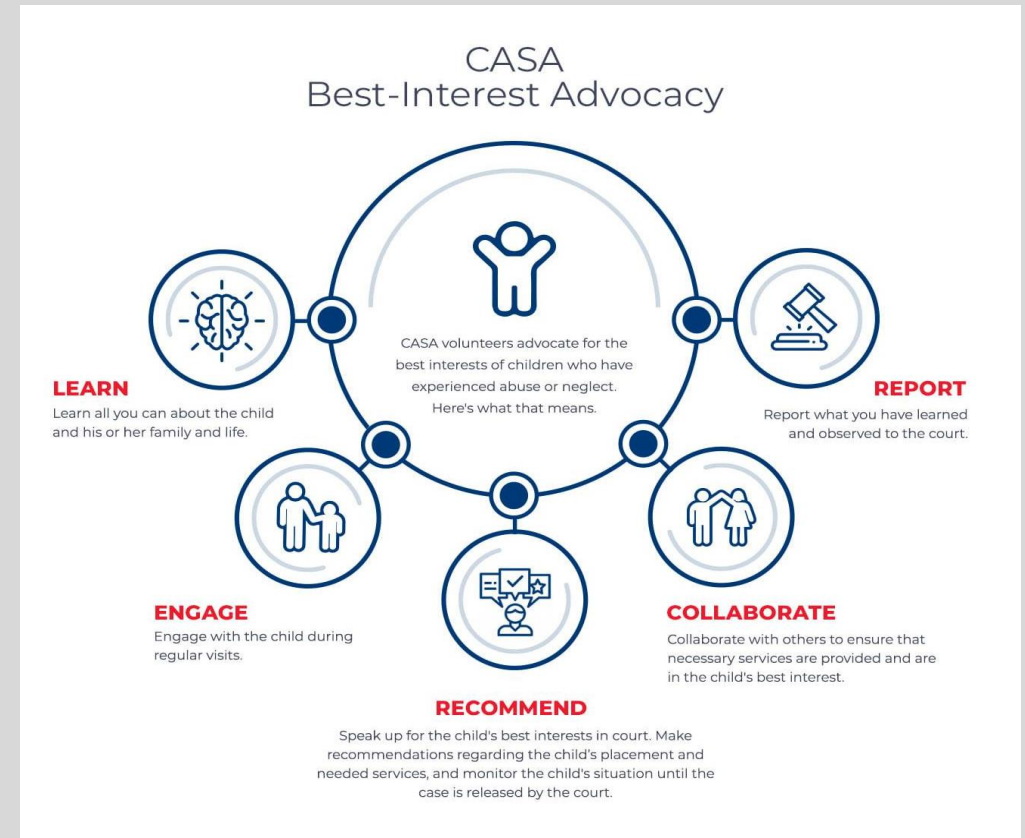 CASA
Best-Interest Advocacy
CASA volunteers advocate for the
best interests of children who have
experienced abuse or neglect.
Here's what that means.
LEARN
Learn all you can about the child
and his or her family and life.
ENGAGE
Engage with the child during
regular visits.
RECOMMEND
Speak up for the child's best interests in court. Make
recommendations regarding the child's placement and
needed services, and monitor the child's situation until the
case is released by the court.
COLLABORATE
Collaborate with others to ensure that
necessary services are provided and are
in the child's best interest.
REPORT
Report what you have learned
and observed to the court.